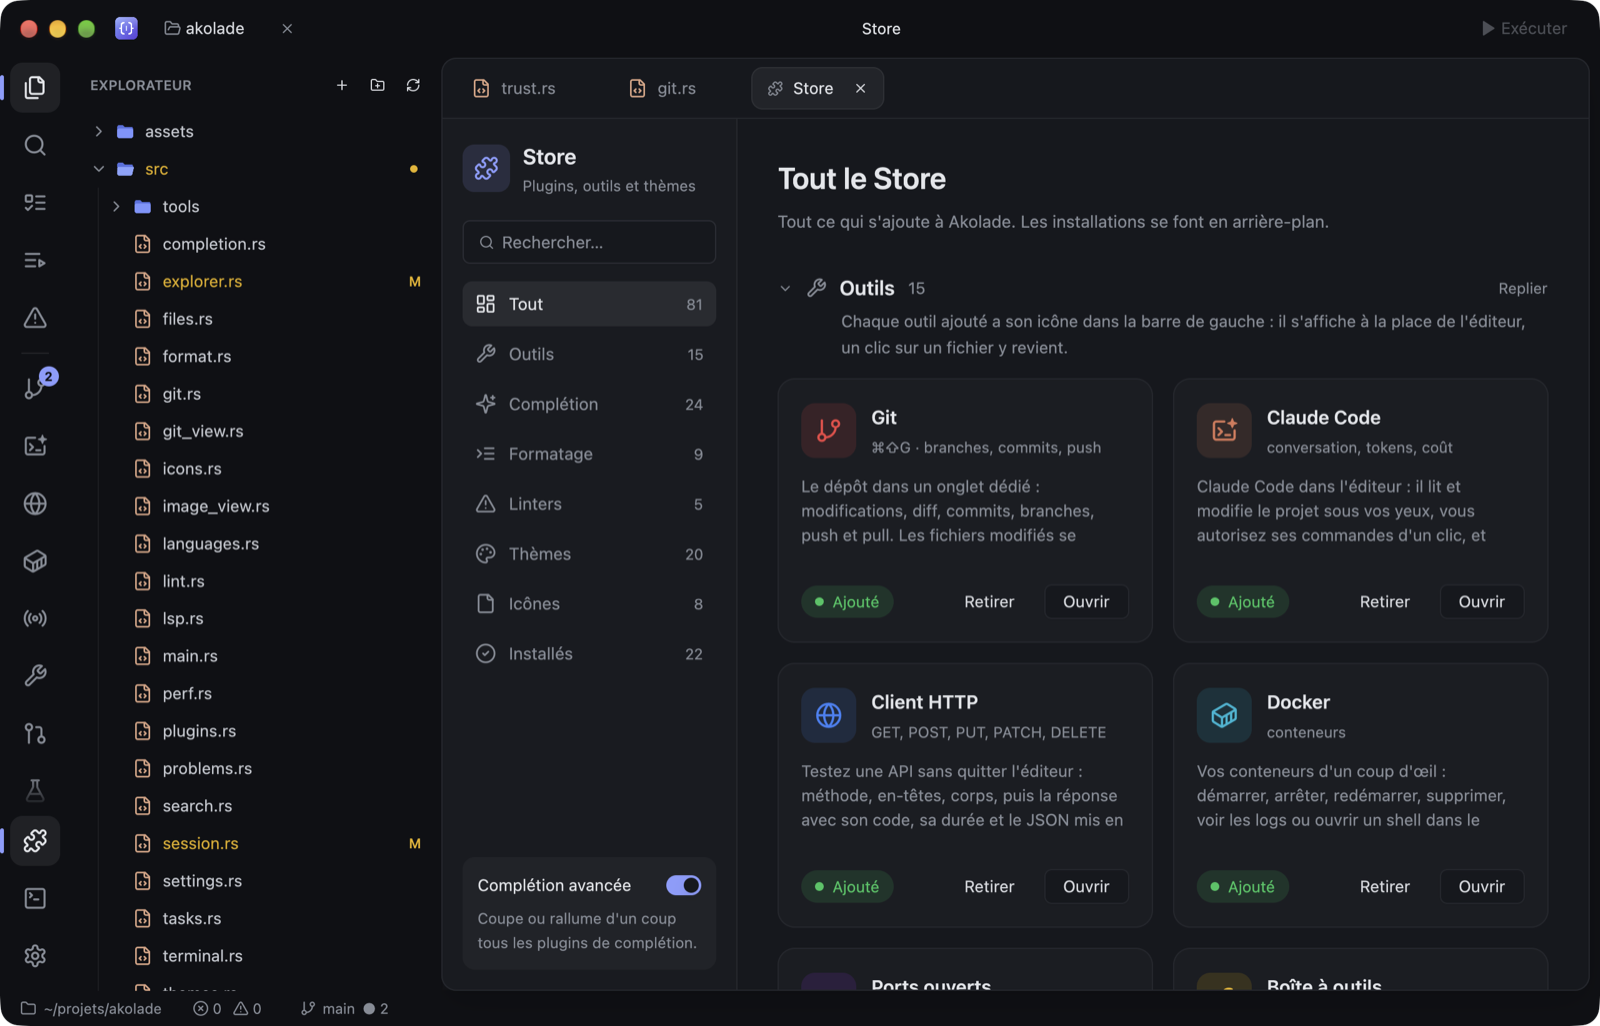 akolade
Store
Exécuter
EXPLORATEUR
assets
src
tools
completion.rs
explorer.rs M
files.rs
format.rs
git.rs
git_view.rs
icons.rs
image_view.rs
languages.rs
lint.rs
lsp.rs
main.rs
perf.rs
plugins.rs
problems.rs
search.rs
session.rs M
settings.rs
tasks.rs
terminal.rs
2
trust.rs
git.rs
Store
Store
Plugins, outils et thèmes
Rechercher...
Tout 81
Outils 15
Complétion 24
Formatage 9
Linters 5
Thèmes 20
Icônes 8
Installés 22
Complétion avancée
Coupe ou rallume d'un coup
tous les plugins de complétion.
Tout le Store
Tout ce qui s'ajoute à Akolade. Les installations se font en arrière-plan.
Outils 15
Replier
Chaque outil ajouté a son icône dans la barre de gauche : il s'affiche à la place de l'éditeur,
un clic sur un fichier y revient.
Git
⌘⇧G · branches, commits, push
Le dépôt dans un onglet dédié :
modifications, diff, commits, branches,
push et pull. Les fichiers modifiés se
Ajouté Retirer Ouvrir
Claude Code
conversation, tokens, coût
Claude Code dans l'éditeur : il lit et
modifie le projet sous vos yeux, vous
autorisez ses commandes d'un clic, et
Ajouté Retirer Ouvrir
Client HTTP
GET, POST, PUT, PATCH, DELETE
Testez une API sans quitter l'éditeur :
méthode, en-têtes, corps, puis la réponse
avec son code, sa durée et le JSON mis en
Ajouté Retirer Ouvrir
Docker
conteneurs
Vos conteneurs d'un coup d'œil :
démarrer, arrêter, redémarrer, supprimer,
voir les logs ou ouvrir un shell dans le
Ajouté Retirer Ouvrir
Ports ouverts
Boîte à outils
~/projets/akolade 0 0 main 2